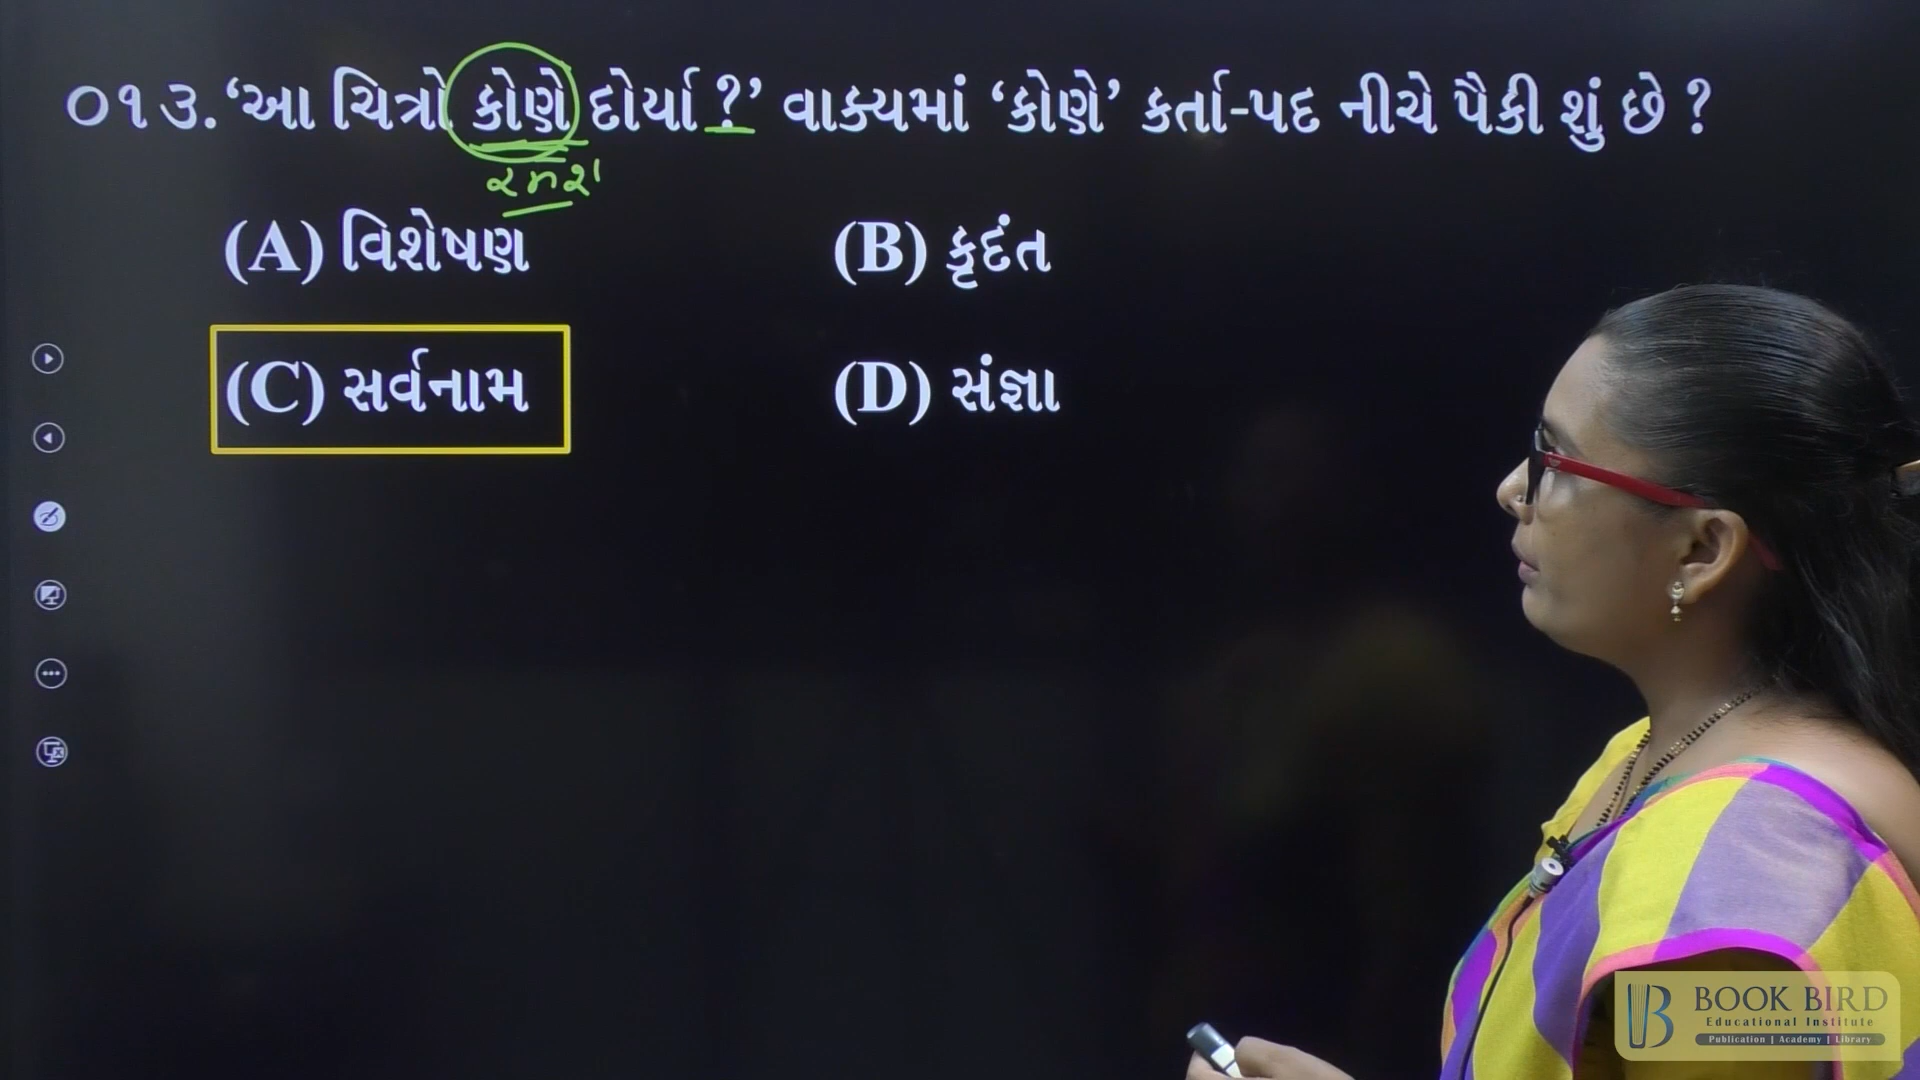 ૦૧૩. ‘આ ચિત્રો કોણે દોર્યા ?’ વાક્યમાં ‘કોણે’ કર્તા-પદ નીચે પૈકી શું છે ?
(A) વિશેષણ
(B) કૃદંત
(C) સર્વનામ
(D) સંજ્ઞા
BOOK BIRD
Educational Institute
Publication | Academy | Library